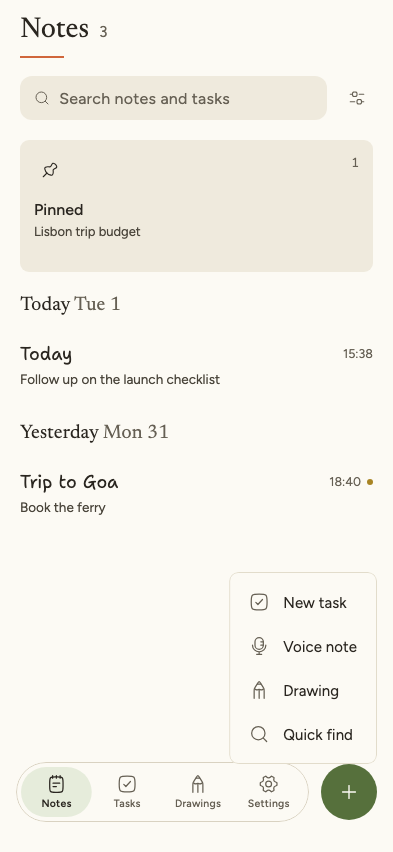 Notes 3
Search notes and tasks
1
Pinned
Lisbon trip budget
Today Tue 1
Today 15:38
Follow up on the launch checklist
Yesterday Mon 31
Trip to Goa 18:40
Book the ferry
New task
Voice note
Drawing
Quick find
Notes Tasks Drawings Settings